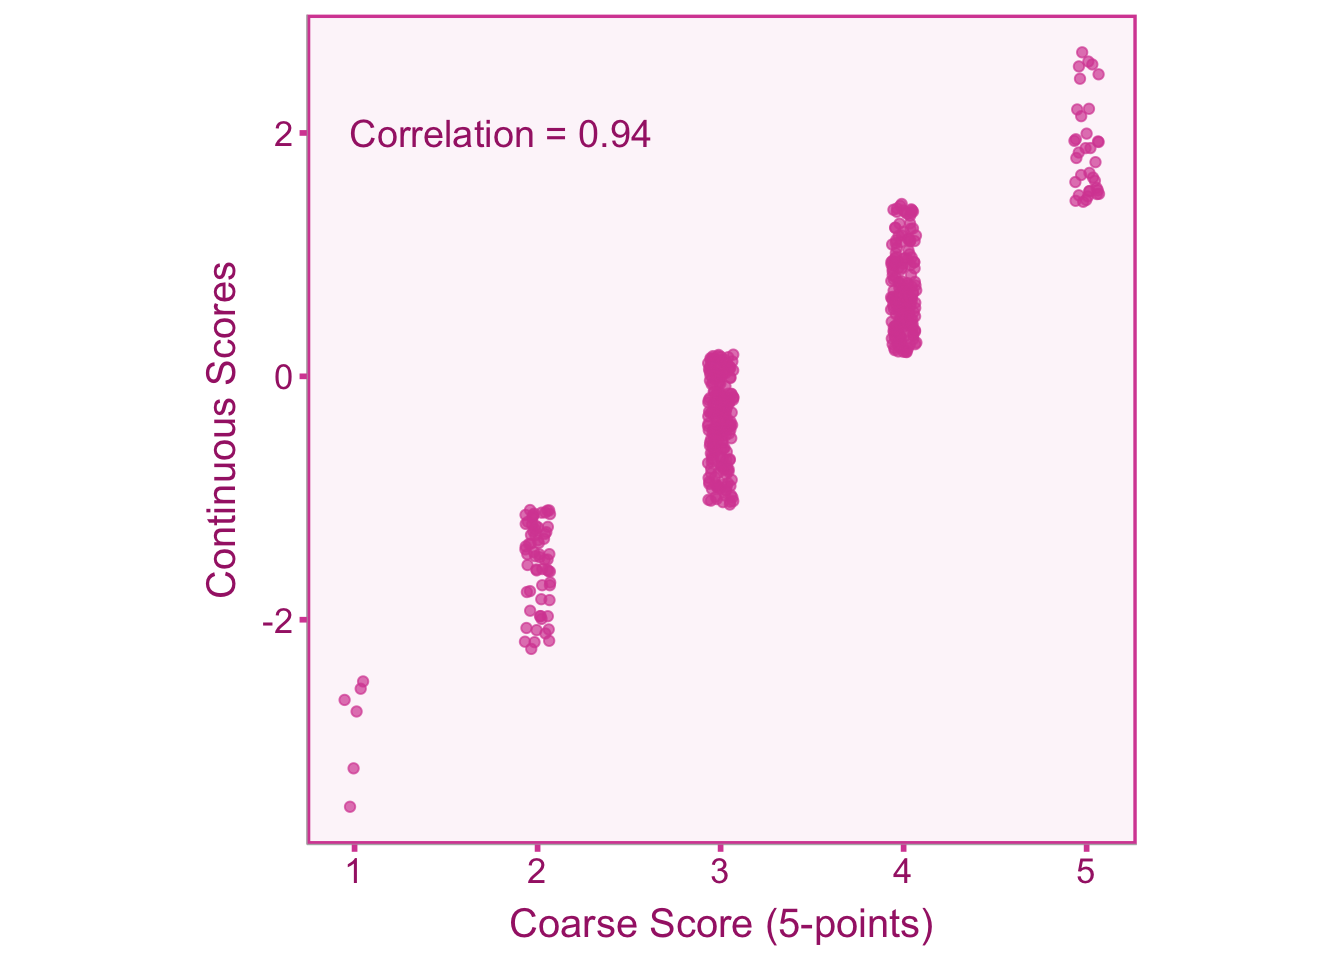 Correlation = 0.94
Continuous Scores
2
0
-2
1 2 3 4 5
Coarse Score (5-points)